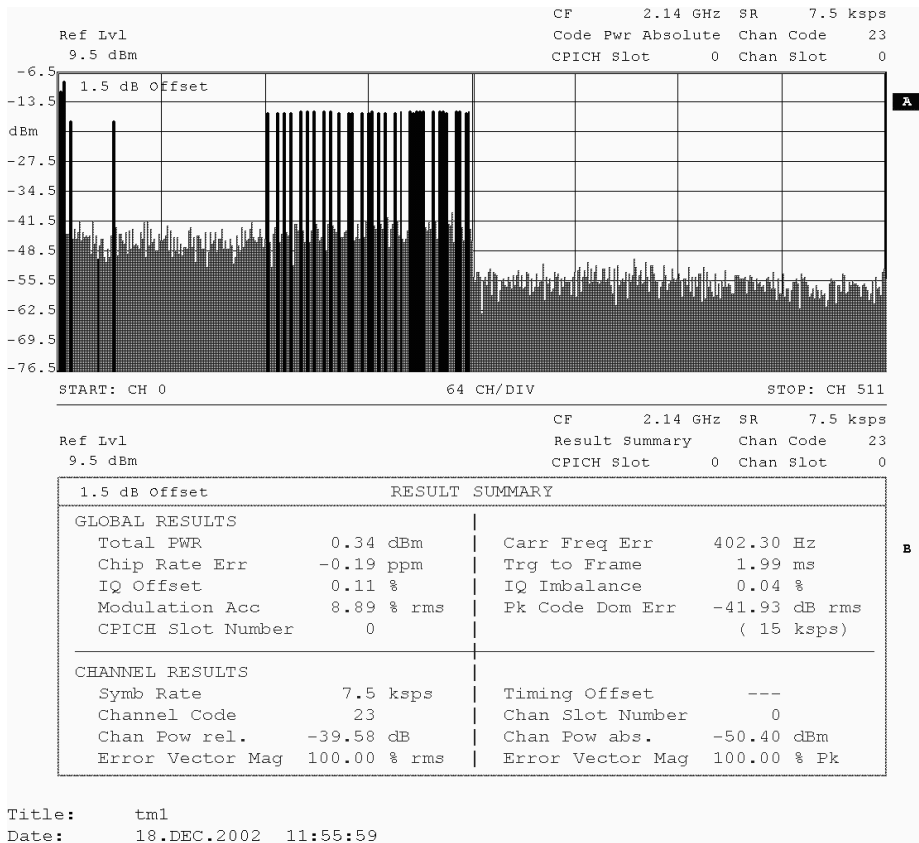 CF 2.14 GHz SR 7.5 ksps
Ref Lvl Code Pwr Absolute Chan Code 23
9.5 dBm CPICH Slot 0 Chan Slot 0
-6.5
1.5 dB Offset
-13.5 A
dBm
-27.5
-34.5
-41.5
-48.5
-55.5
-62.5
-69.5
-76.5
START: CH 0 64 CH/DIV STOP: CH 511
CF 2.14 GHz SR 7.5 ksps
Ref Lvl Result Summary Chan Code 23
9.5 dBm CPICH Slot 0 Chan Slot 0
1.5 dB Offset RESULT SUMMARY
GLOBAL RESULTS
Total PWR 0.34 dBm Carr Freq Err 402.30 Hz
B
Chip Rate Err -0.19 ppm Trg to Frame 1.99 ms
IQ Offset 0.11 % IQ Imbalance 0.04 %
Modulation Acc 8.89 % rms Pk Code Dom Err -41.93 dB rms
CPICH Slot Number 0 ( 15 ksps)
CHANNEL RESULTS
Symb Rate 7.5 ksps Timing Offset ---
Channel Code 23 Chan Slot Number 0
Chan Pow rel. -39.58 dB Chan Pow abs. -50.40 dBm
Error Vector Mag 100.00 % rms Error Vector Mag 100.00 % Pk
Title: tm1
Date: 18.DEC.2002 11:55:59